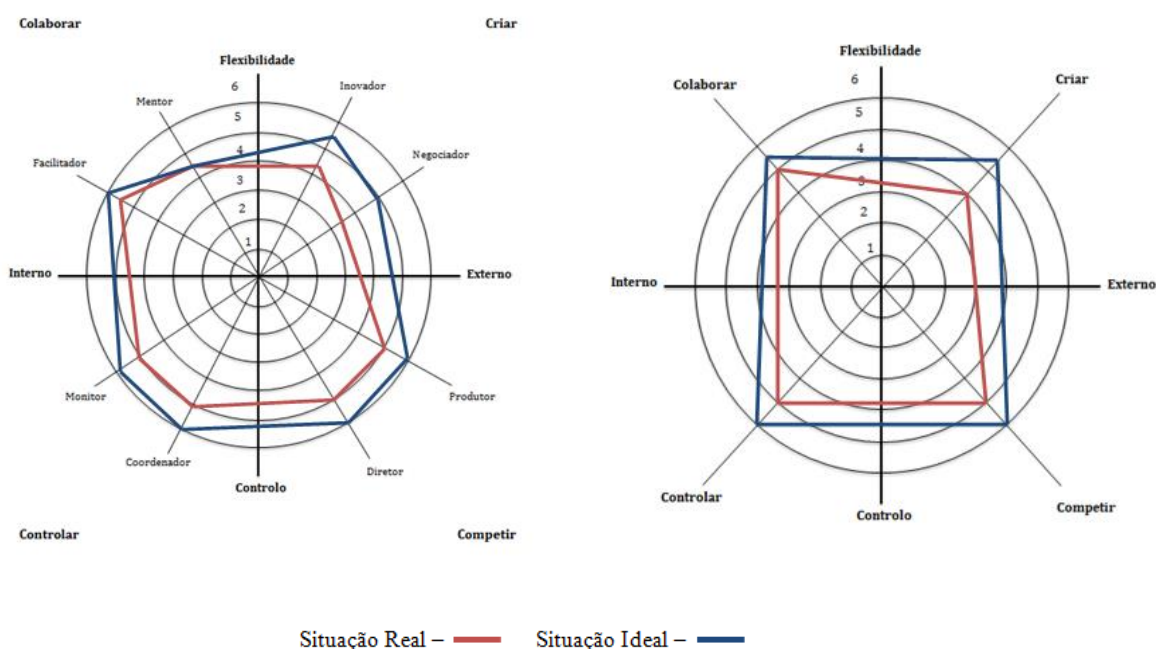 Colaborar
Criar
Flexibilidade
6
5
4
3
2
1
Mentor
Inovador
Facilitador
Negociador
Interno
Externo
Monitor
Produtor
Coordenador
Diretor
Controlo
Controlar
Competir
Flexibilidade
6
5
4
3
2
1
Colaborar
Criar
Interno
Externo
Controlar
Competir
Controlo
Situação Real –
Situação Ideal –